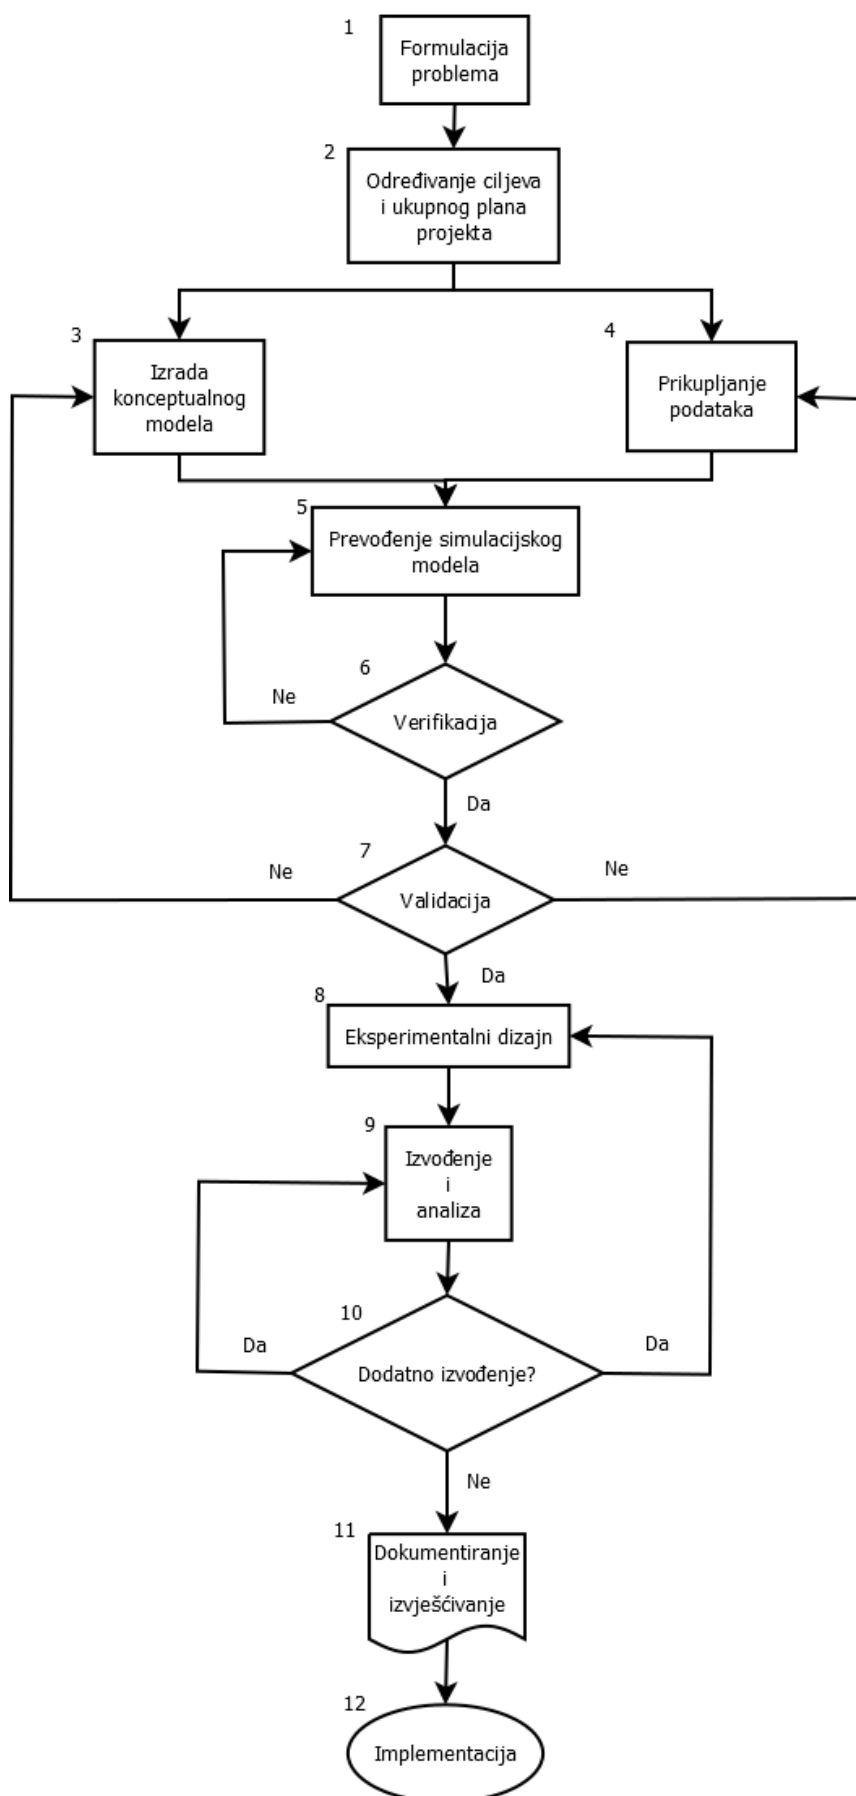 1
Formulacija
problema
2
Određivanje ciljeva
i ukupnog plana
projekta
3
Izrada
konceptualnog
modela
4
Prikupljanje
podataka
5
Prevođenje simulacijskog
modela
6
Ne
Verifikacija
Da
7
Ne
Validacija
Ne
Da
8
Eksperimentalni dizajn
9
Izvođenje
i
analiza
10
Da
Dodatno izvođenje?
Da
Ne
11
Dokumentiranje
i
izvješćivanje
12
Implementacija